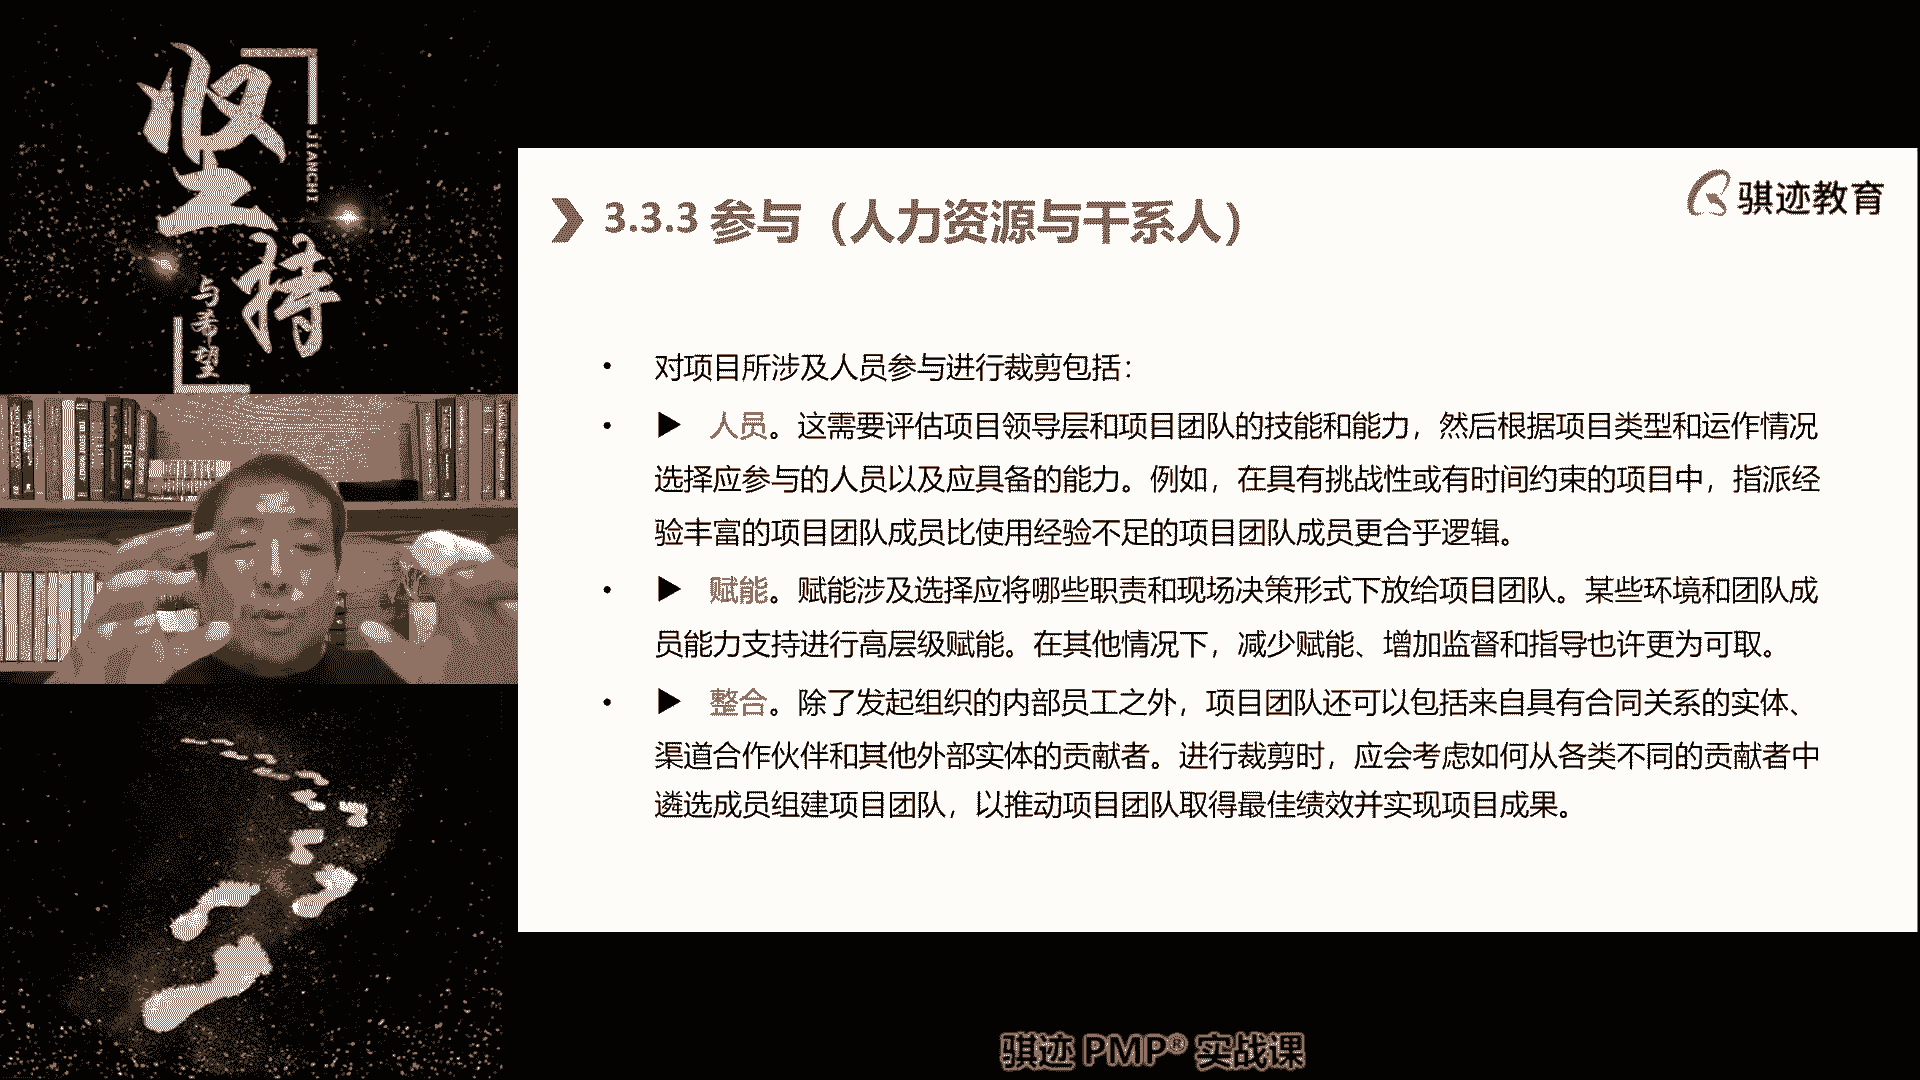 坚持
JIANCHI
与希望
骐迹教育
3.3.3 参与（人力资源与干系人）
• 对项目所涉及人员参与进行裁剪包括：
• ▶ 人员。这需要评估项目领导层和项目团队的技能和能力，然后根据项目类型和运作情况
选择应参与的人员以及应具备的能力。例如，在具有挑战性或有时间约束的项目中，指派经
验丰富的项目团队成员比使用经验不足的项目团队成员更合乎逻辑。
• ▶ 赋能。赋能涉及选择应将哪些职责和现场决策形式下放给项目团队。某些环境和团队成
员能力支持进行高层级赋能。在其他情况下，减少赋能、增加监督和指导也许更为可取。
• ▶ 整合。除了发起组织的内部员工之外，项目团队还可以包括来自具有合同关系的实体、
渠道合作伙伴和其他外部实体的贡献者。进行裁剪时，应会考虑如何从各类不同的贡献者中
遴选成员组建项目团队，以推动项目团队取得最佳绩效并实现项目成果。
骐迹 PMP® 实战课